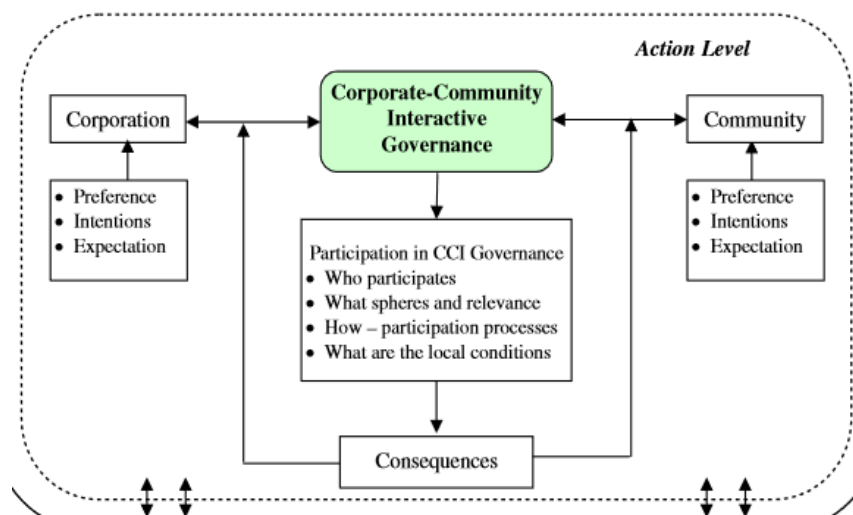 Action Level
Corporate-Community
Interactive
Governance
Corporation
Community
• Preference
• Intentions
• Expectation
• Preference
• Intentions
• Expectation
Participation in CCI Governance
• Who participates
• What spheres and relevance
• How – participation processes
• What are the local conditions
Consequences